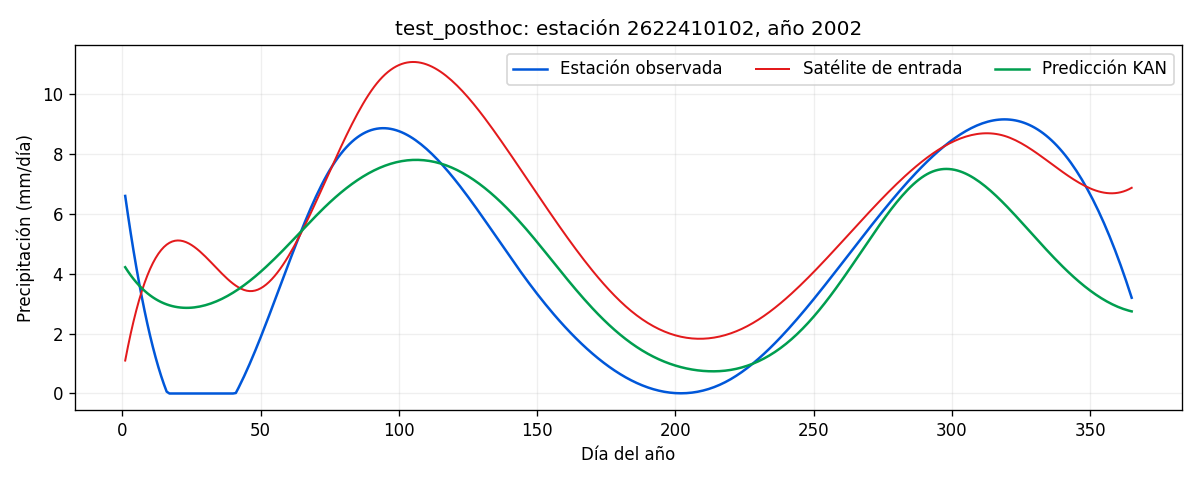 test_posthoc: estación 2622410102, año 2002
Estación observada
Satélite de entrada
Predicción KAN
Precipitación (mm/día)
10
8
6
4
2
0
0
50
100
150
200
250
300
350
Día del año